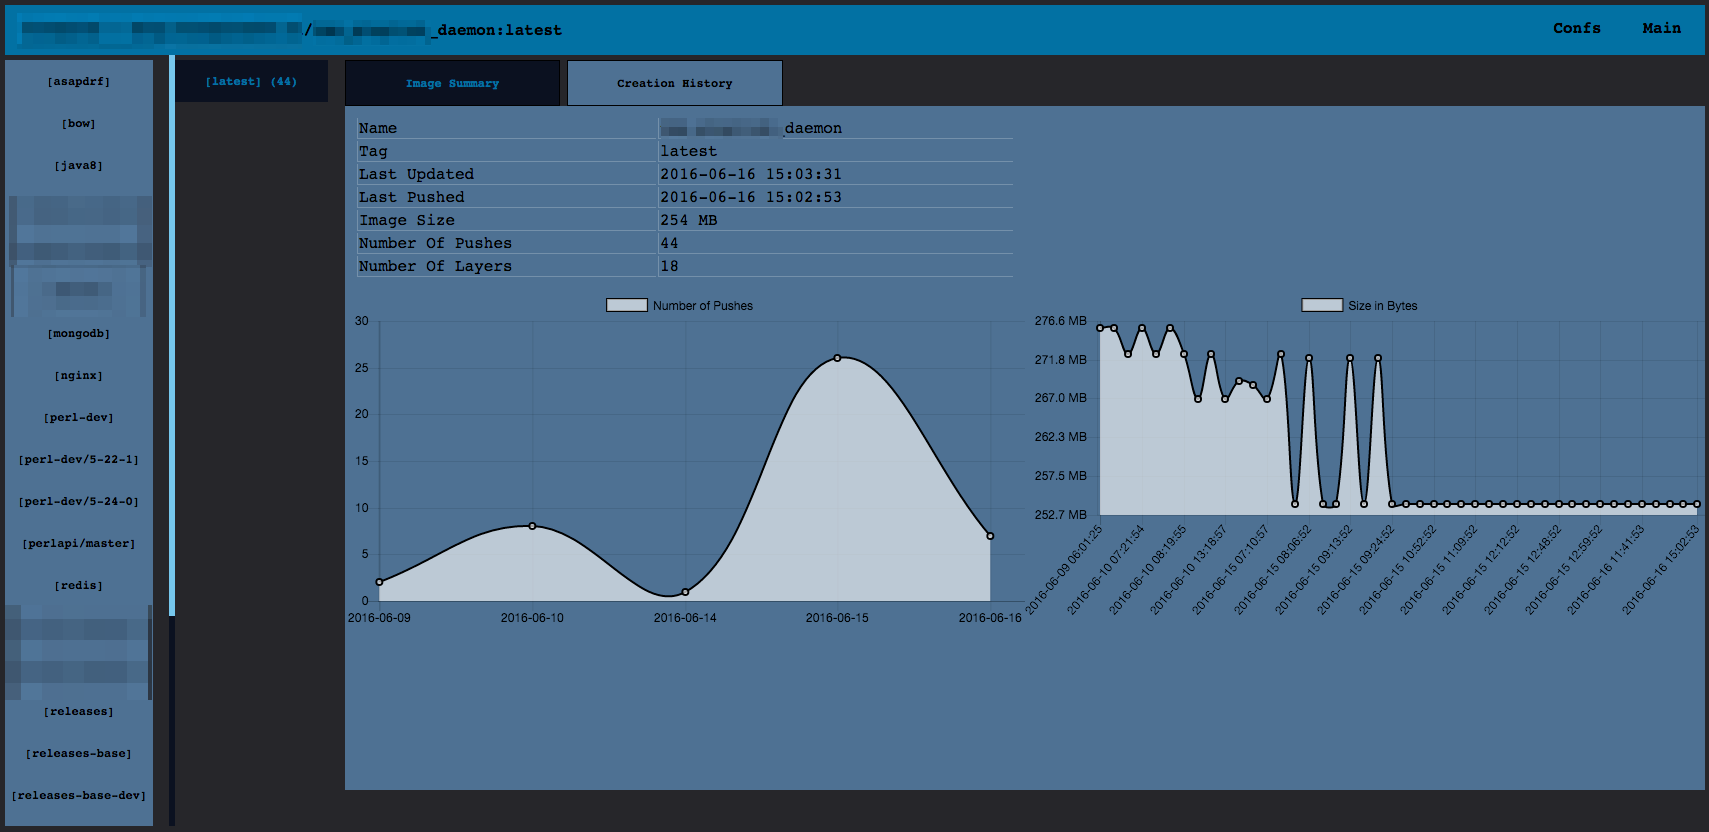 / _daemon:latest
Confs Main
[asapdrf]
[bow]
[java8]
[mongodb]
[nginx]
[perl-dev]
[perl-dev/5-22-1]
[perl-dev/5-24-0]
[perlapi/master]
[redis]
[releases]
[releases-base]
[releases-base-dev]
[latest] (44)
Image Summary
Creation History
Name _daemon
Tag latest
Last Updated 2016-06-16 15:03:31
Last Pushed 2016-06-16 15:02:53
Image Size 254 MB
Number Of Pushes 44
Number Of Layers 18
Number of Pushes
30
25
20
15
10
5
0
2016-06-09 2016-06-10 2016-06-14 2016-06-15 2016-06-16
Size in Bytes
276.6 MB
271.8 MB
267.0 MB
262.3 MB
257.5 MB
252.7 MB
2016-06-09 06:01:25
2016-06-10 07:21:54
2016-06-10 08:19:55
2016-06-10 13:18:57
2016-06-15 07:10:57
2016-06-15 08:06:52
2016-06-15 09:13:52
2016-06-15 09:24:52
2016-06-15 10:52:52
2016-06-15 11:09:52
2016-06-15 12:12:52
2016-06-15 12:48:52
2016-06-15 12:59:52
2016-06-16 11:41:53
2016-06-16 15:02:53